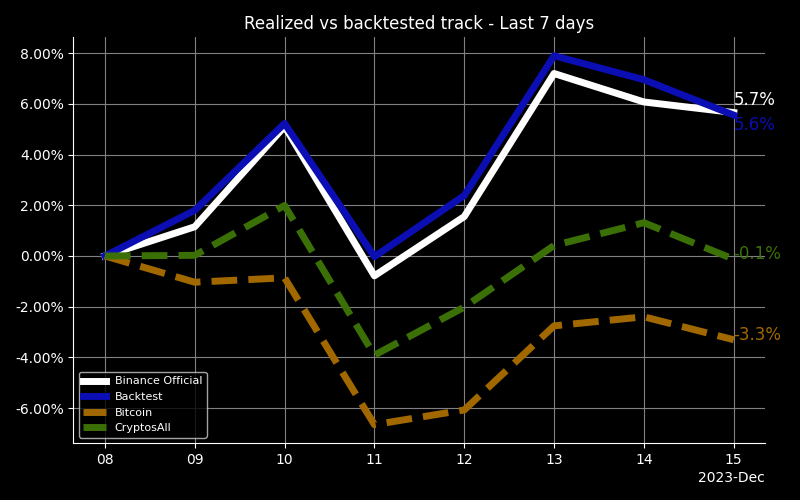 Realized vs backtested track - Last 7 days
8.00%
6.00%
4.00%
2.00%
0.00%
-2.00%
-4.00%
-6.00%
5.7%
5.6%
-0.1%
-3.3%
Binance Official
Backtest
Bitcoin
CryptosAll
08 09 10 11 12 13 14 15
2023-Dec